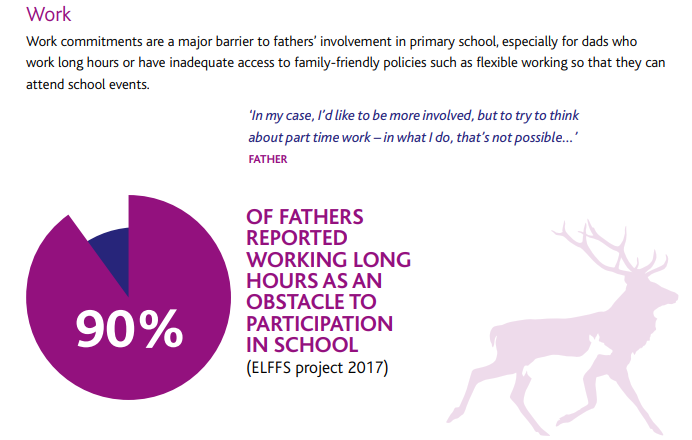 Work
Work commitments are a major barrier to fathers’ involvement in primary school, especially for dads who
work long hours or have inadequate access to family-friendly policies such as flexible working so that they can
attend school events.
‘In my case, I’d like to be more involved, but to try to think
about part time work – in what I do, that’s not possible...’
FATHER
90%
OF FATHERS
REPORTED
WORKING LONG
HOURS AS AN
OBSTACLE TO
PARTICIPATION
IN SCHOOL
(ELFFS project 2017)